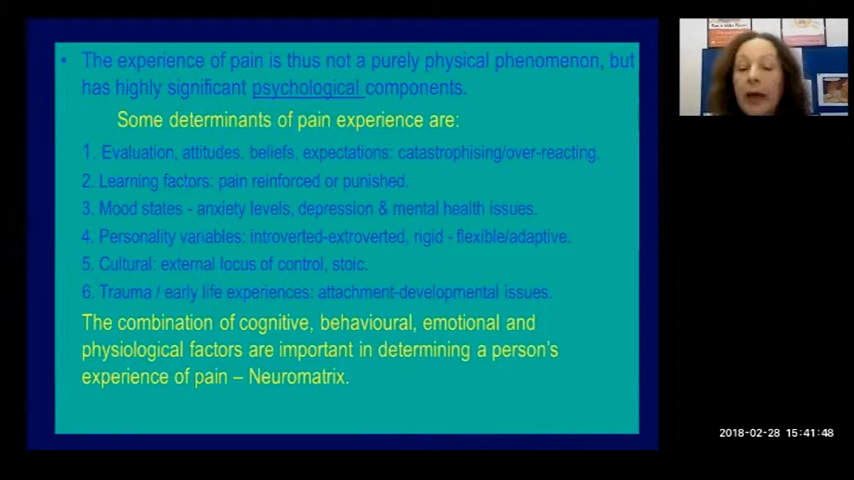 • The experience of pain is thus not a purely physical phenomenon, but
has highly significant psychological components.
Some determinants of pain experience are:
1. Evaluation, attitudes. beliefs, expectations: catastrophising/over-reacting.
2. Learning factors: pain reinforced or punished.
3. Mood states - anxiety levels, depression & mental health issues.
4. Personality variables: introverted-extroverted, rigid - flexible/adaptive.
5. Cultural: external locus of control, stoic.
6. Trauma / early life experiences: attachment-developmental issues.
The combination of cognitive, behavioural, emotional and
physiological factors are important in determining a person's
experience of pain – Neuromatrix.
2018-02-28 15:41:48